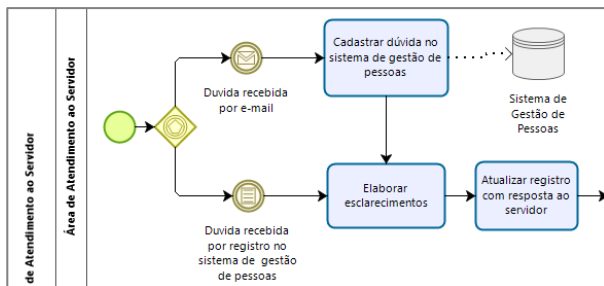 de Atendimento ao Servidor
Área de Atendimento ao Servidor
Duvida recebida
por e-mail
Cadastrar dúvida no
sistema de gestão de
pessoas
Sistema de
Gestão de
Pessoas
Duvida recebida
por registro no
sistema de gestão
de pessoas
Elaborar
esclarecimentos
Atualizar registro
com resposta ao
servidor